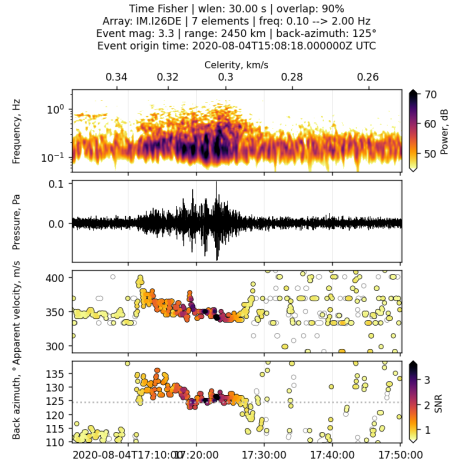 Time Fisher | wlen: 30.00 s | overlap: 90%
Array: IM.I26DE | 7 elements | freq: 0.10 --> 2.00 Hz
Event mag: 3.3 | range: 2450 km | back-azimuth: 125°
Event origin time: 2020-08-04T15:08:18.000000Z UTC
Celerity, km/s
0.34 0.32 0.3 0.28 0.26
Frequency, Hz
10⁰
10⁻¹
70
60
50
Power, dB
Pressure, Pa
0.1
0.0
Apparent velocity, m/s
400
350
300
Back azimuth, °
135
130
125
120
115
110
3
2
1
SNR
2020-08-04T17:10:00 17:20:00 17:30:00 17:40:00 17:50:00